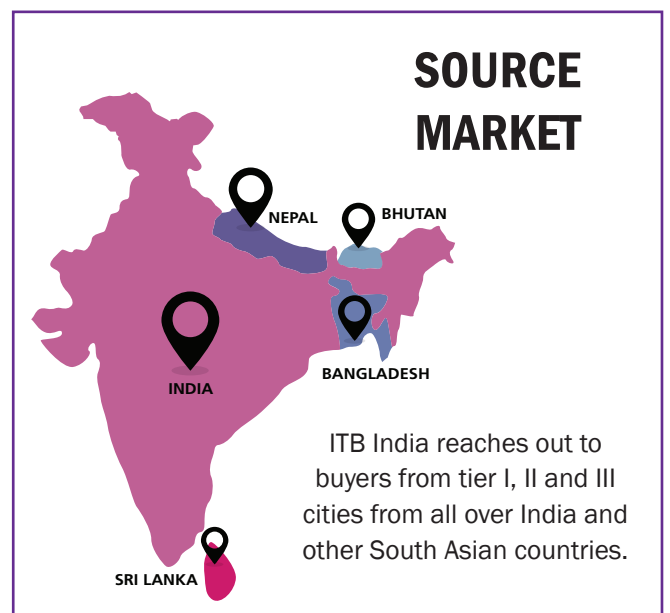 SOURCE
MARKET
NEPAL
BHUTAN
INDIA
BANGLADESH
ITB India reaches out to
buyers from tier I, II and III
cities from all over India and
other South Asian countries.
SRI LANKA